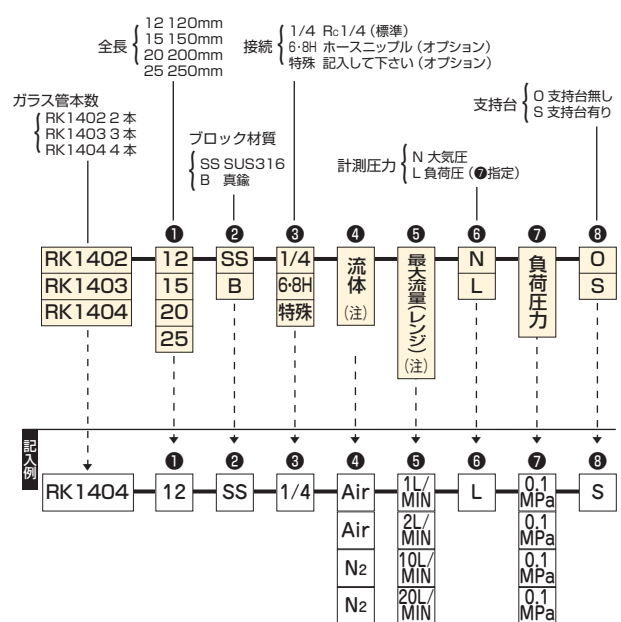 全長
12 120mm
15 150mm
20 200mm
25 250mm
接続
1/4 Rc1/4（標準）
6·8H ホースニップル（オプション）
特殊 記入して下さい（オプション）
ガラス管本数
RK1402 2 本
RK1403 3 本
RK1404 4 本
ブロック材質
SS SUS316
B 真鍮
計測圧力
N 大気圧
L 負荷圧（❼指定）
支持台
O 支持台無し
S 支持台有り
❶ ❷ ❸ ❹ ❺ ❻ ❼ ❽
RK1402
RK1403
RK1404
12
15
20
25
SS
B
1/4
6·8H
特殊
流体（注）
最大流量（レンジ）（注）
N
L
負荷圧力
O
S
記入例
❶ ❷ ❸ ❹ ❺ ❻ ❼ ❽
RK1404 12 SS 1/4 Air 1L/MIN L 0.1MPa S
Air 2L/MIN 0.1MPa
N2 10L/MIN 0.1MPa
N2 20L/MIN 0.1MPa